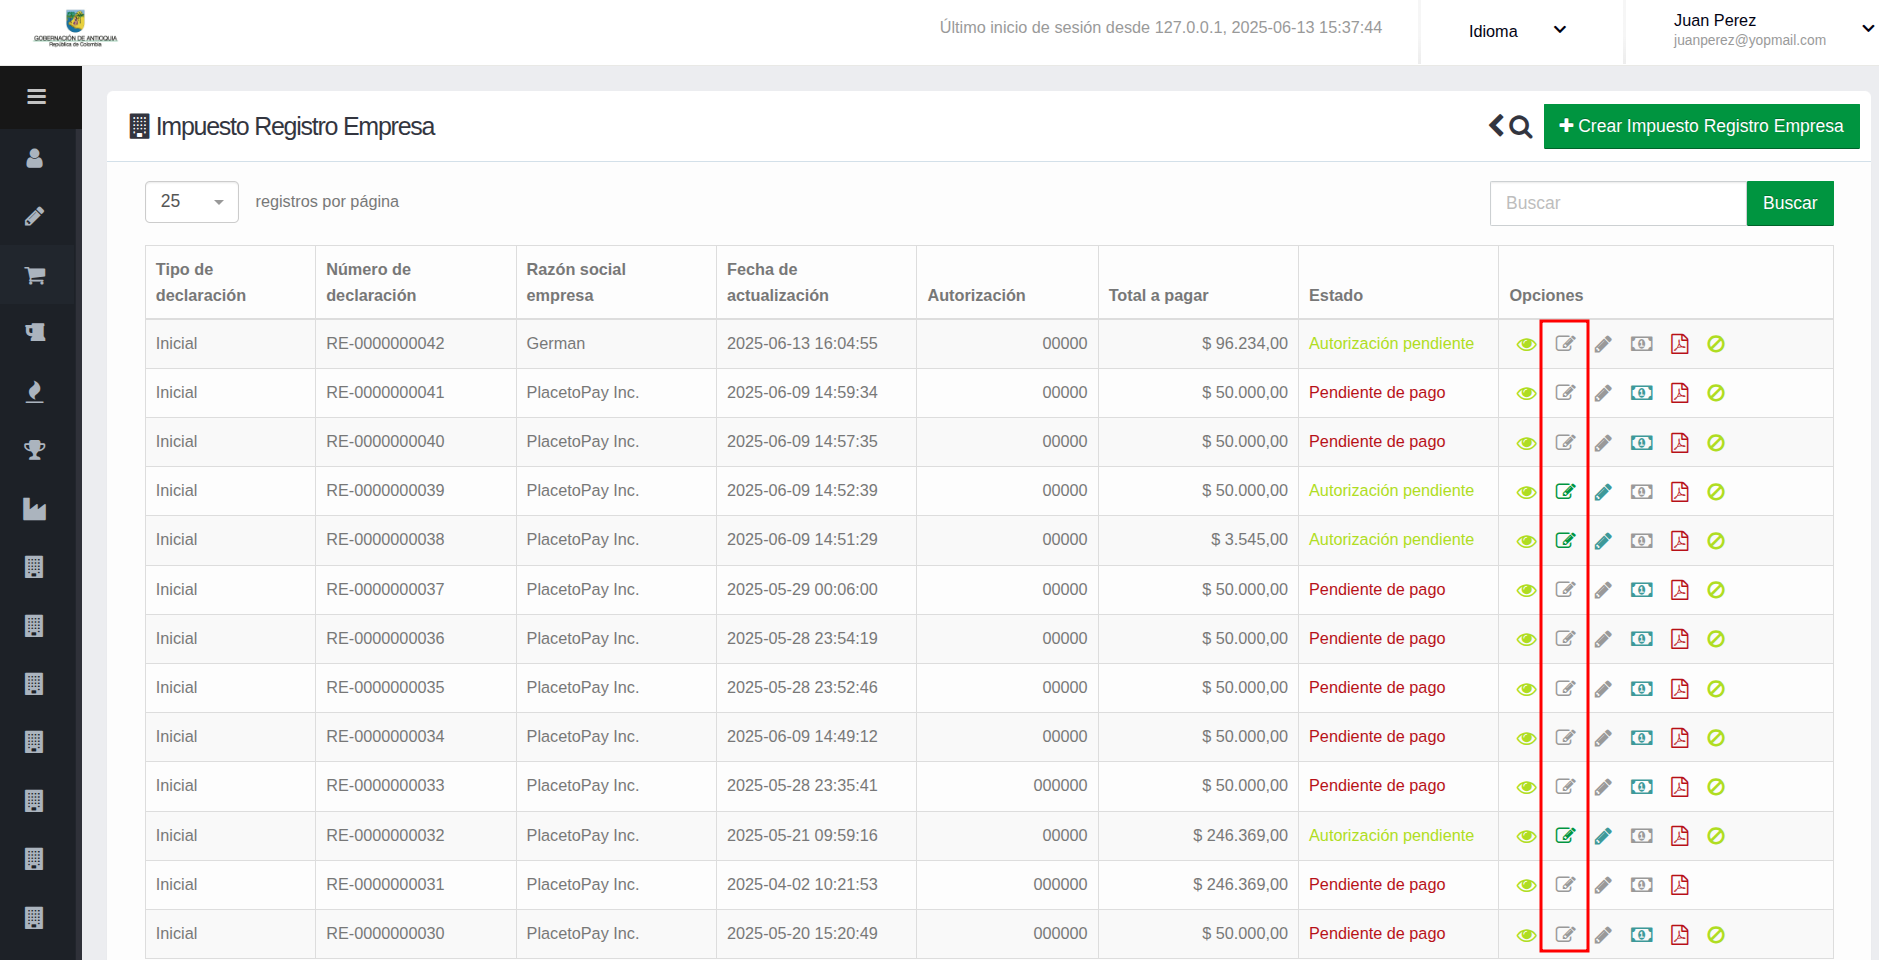 GOBERNACIÓN DE ANTIOQUIA
República de Colombia
Último inicio de sesión desde 127.0.0.1, 2025-06-13 15:37:44
Idioma
Juan Perez
juanperez@yopmail.com
Impuesto Registro Empresa
Crear Impuesto Registro Empresa
25 registros por página
Buscar Buscar
Tipo de declaración Número de declaración Razón social empresa Fecha de actualización Autorización Total a pagar Estado Opciones
Inicial RE-0000000042 German 2025-06-13 16:04:55 00000 $ 96.234,00 Autorización pendiente
Inicial RE-0000000041 PlacetoPay Inc. 2025-06-09 14:59:34 00000 $ 50.000,00 Pendiente de pago
Inicial RE-0000000040 PlacetoPay Inc. 2025-06-09 14:57:35 00000 $ 50.000,00 Pendiente de pago
Inicial RE-0000000039 PlacetoPay Inc. 2025-06-09 14:52:39 00000 $ 50.000,00 Autorización pendiente
Inicial RE-0000000038 PlacetoPay Inc. 2025-06-09 14:51:29 00000 $ 3.545,00 Autorización pendiente
Inicial RE-0000000037 PlacetoPay Inc. 2025-05-29 00:06:00 00000 $ 50.000,00 Pendiente de pago
Inicial RE-0000000036 PlacetoPay Inc. 2025-05-28 23:54:19 00000 $ 50.000,00 Pendiente de pago
Inicial RE-0000000035 PlacetoPay Inc. 2025-05-28 23:52:46 00000 $ 50.000,00 Pendiente de pago
Inicial RE-0000000034 PlacetoPay Inc. 2025-06-09 14:49:12 00000 $ 50.000,00 Pendiente de pago
Inicial RE-0000000033 PlacetoPay Inc. 2025-05-28 23:35:41 000000 $ 50.000,00 Pendiente de pago
Inicial RE-0000000032 PlacetoPay Inc. 2025-05-21 09:59:16 00000 $ 246.369,00 Autorización pendiente
Inicial RE-0000000031 PlacetoPay Inc. 2025-04-02 10:21:53 000000 $ 246.369,00 Pendiente de pago
Inicial RE-0000000030 PlacetoPay Inc. 2025-05-20 15:20:49 000000 $ 50.000,00 Pendiente de pago